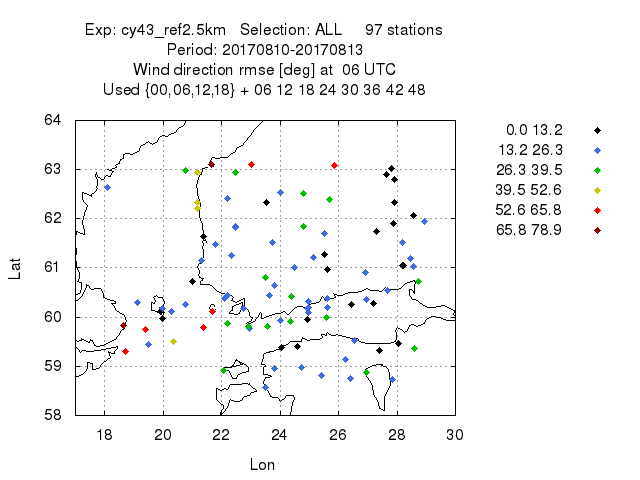 Exp: cy43_ref2.5km   Selection: ALL     97 stations
Period: 20170810-20170813
Wind direction rmse [deg] at  06 UTC
Used {00,06,12,18} + 06 12 18 24 30 36 42 48
64
63
62
61
60
59
58
Lat
18 20 22 24 26 28 30
Lon
0.0 13.2
13.2 26.3
26.3 39.5
39.5 52.6
52.6 65.8
65.8 78.9